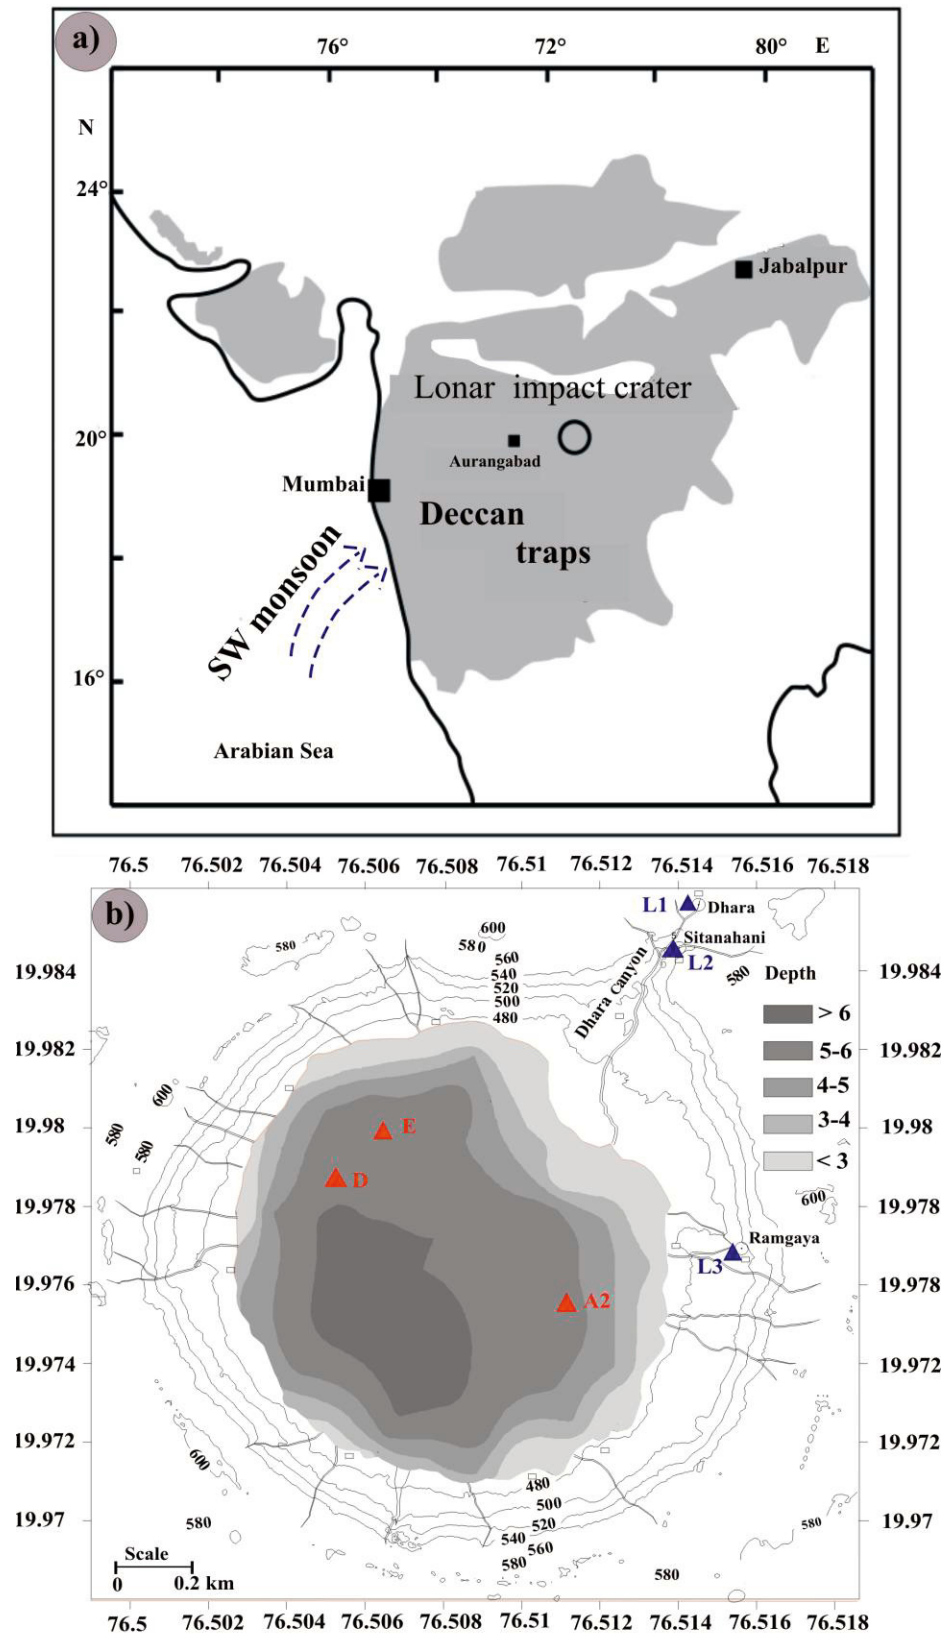 a)
76° 72° 80° E
N
24°
Jabalpur
Lonar impact crater
20°
Aurangabad
Mumbai
Deccan
traps
SW monsoon
16°
Arabian Sea
76.5 76.502 76.504 76.506 76.508 76.51 76.512 76.514 76.516 76.518
b)
L1 Dhara
600
580 580
Sitanahani
560
L2
19.984 540 580 Depth 19.984
520
Dhara Canyon
500
480
> 6
19.982 5-6 19.982
600
4-5
19.98 E 3-4 19.98
580
580
< 3
D
600
19.978 19.978
Ramgaya
L3
19.976 19.978
A2
19.974 19.972
19.972 19.972
600
480
500
19.97 580 520 580 19.97
540
560
Scale
580
580
0 0.2 km
76.5 76.502 76.504 76.506 76.508 76.51 76.512 76.514 76.516 76.518